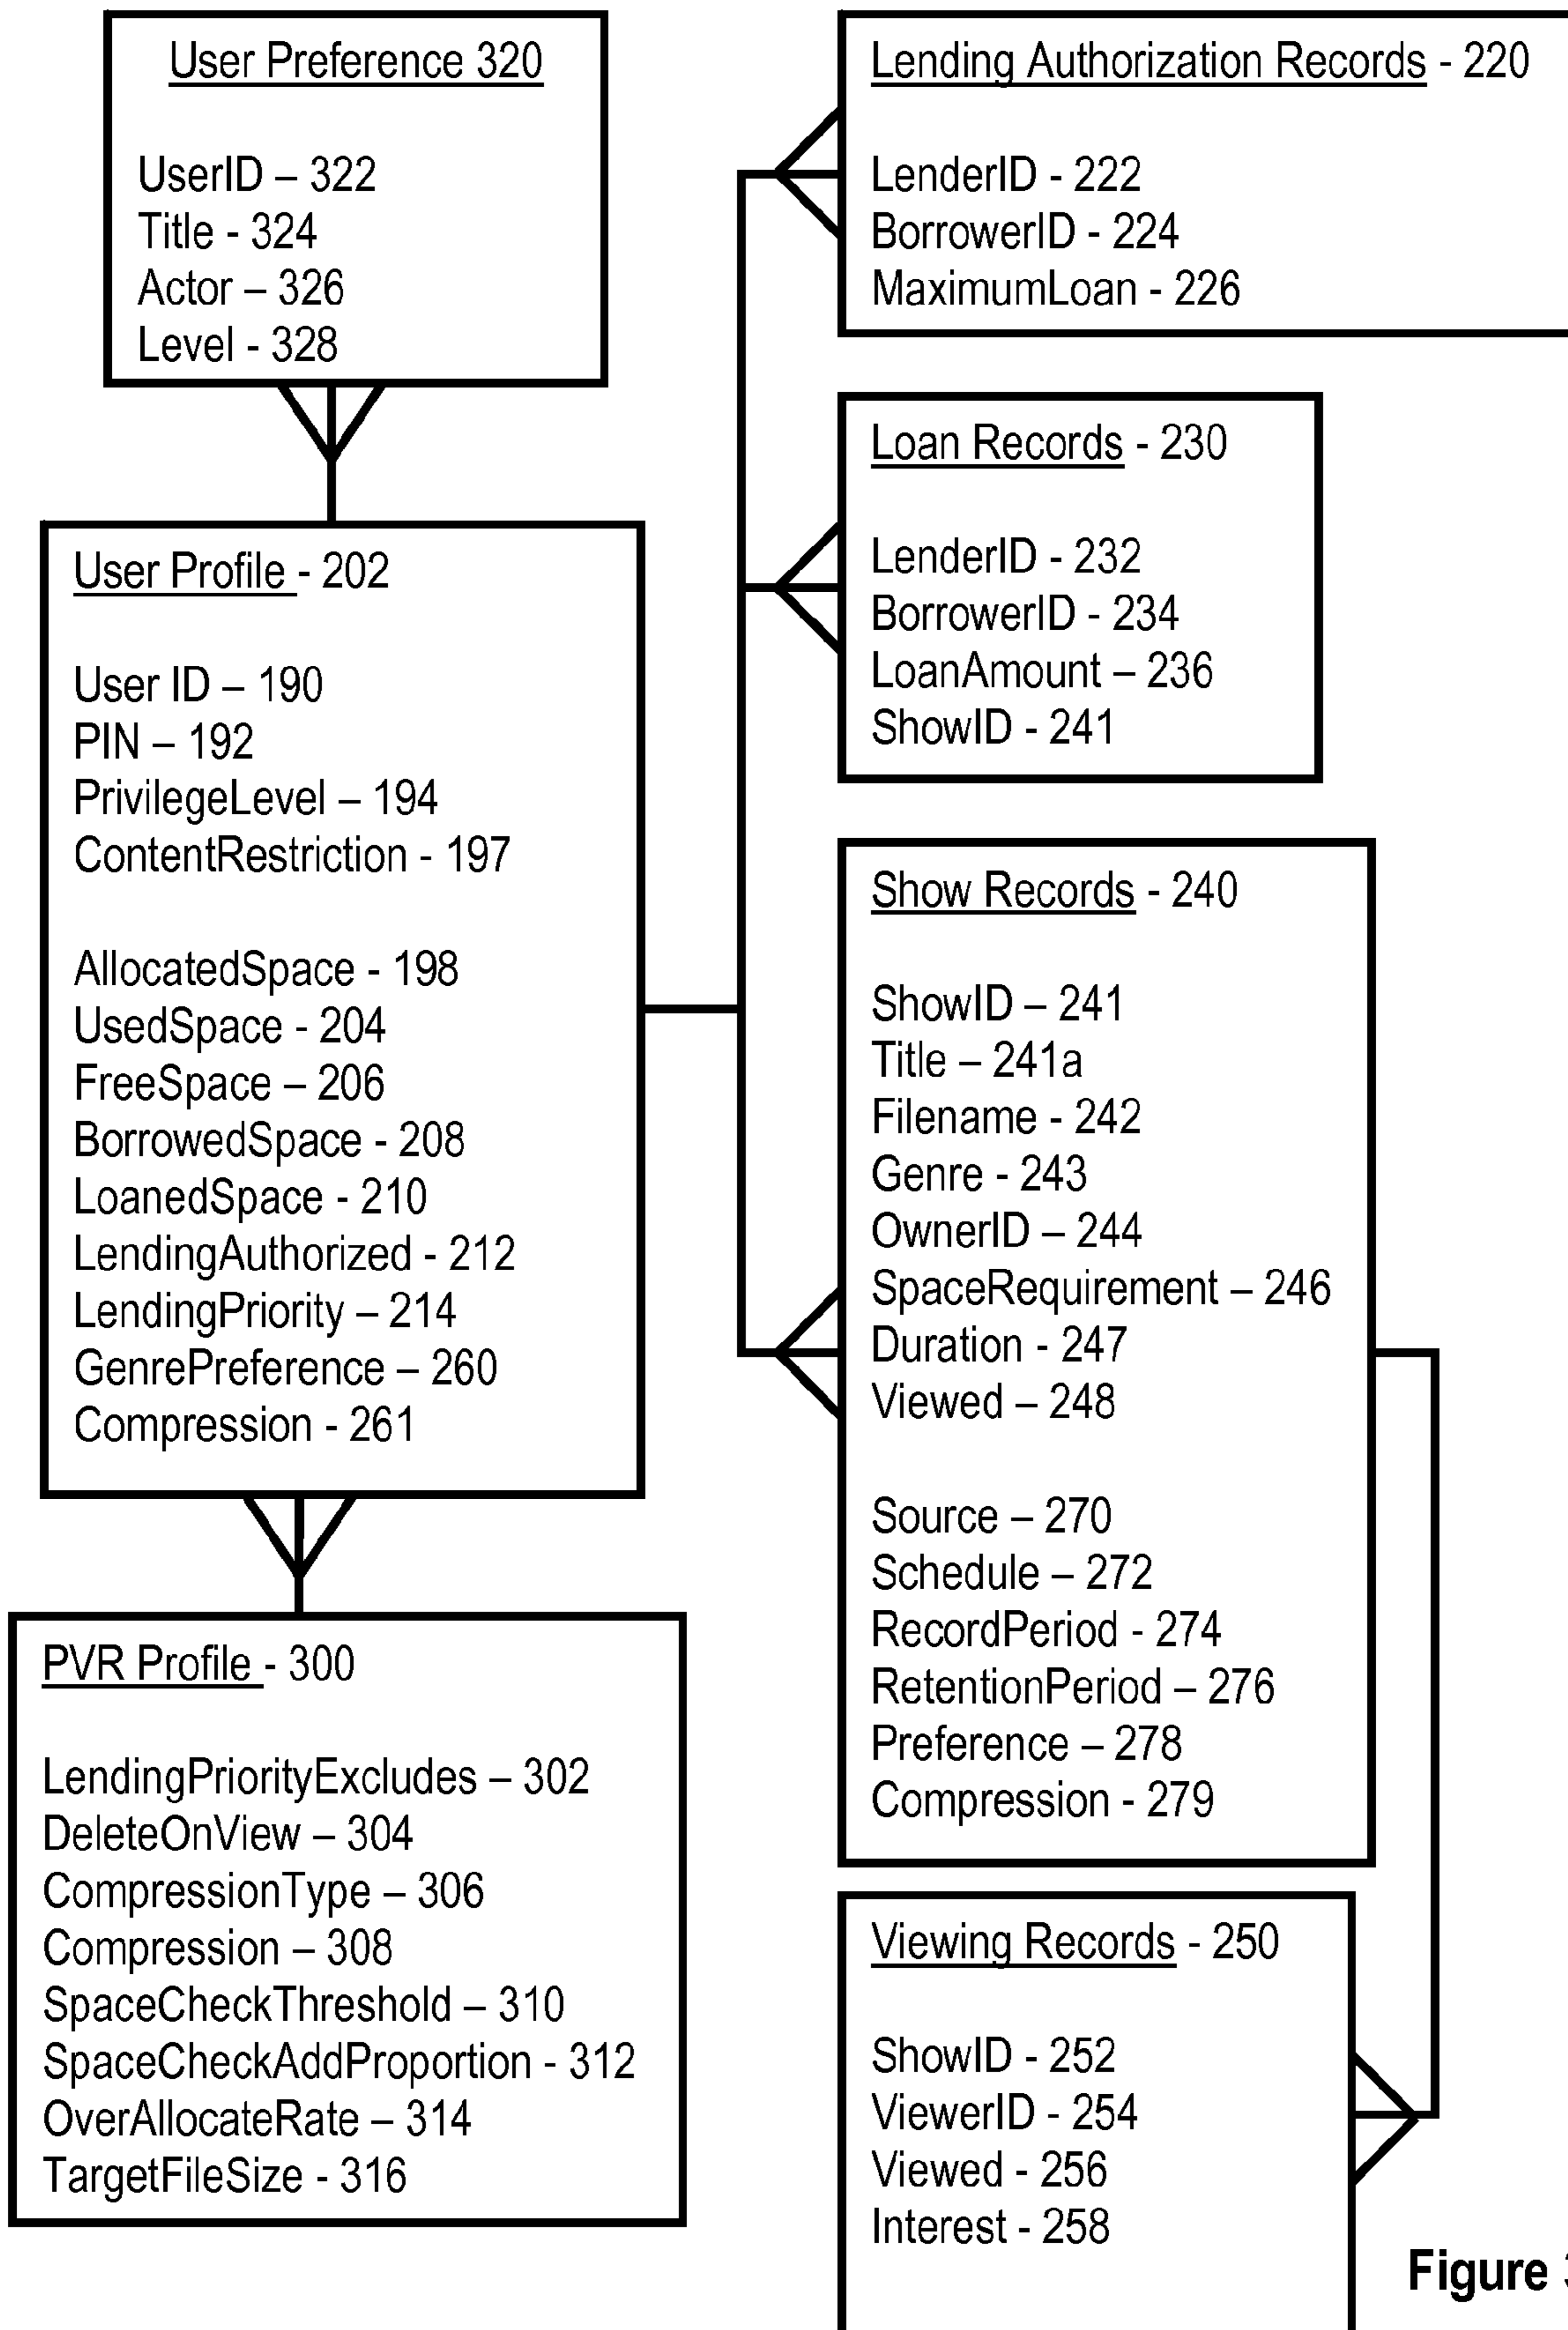 User Preference 320
UserID – 322
Title - 324
Actor – 326
Level - 328
User Profile - 202
User ID – 190
PIN – 192
PrivilegeLevel – 194
ContentRestriction - 197
AllocatedSpace - 198
UsedSpace - 204
FreeSpace – 206
BorrowedSpace - 208
LoanedSpace - 210
LendingAuthorized - 212
LendingPriority – 214
GenrePreference – 260
Compression - 261
PVR Profile - 300
LendingPriorityExcludes – 302
DeleteOnView – 304
CompressionType – 306
Compression – 308
SpaceCheckThreshold – 310
SpaceCheckAddProportion - 312
OverAllocateRate – 314
TargetFileSize - 316
Lending Authorization Records - 220
LenderID - 222
BorrowerID - 224
MaximumLoan - 226
Loan Records - 230
LenderID - 232
BorrowerID - 234
LoanAmount – 236
ShowID - 241
Show Records - 240
ShowID – 241
Title – 241a
Filename - 242
Genre - 243
OwnerID – 244
SpaceRequirement – 246
Duration - 247
Viewed – 248
Source – 270
Schedule – 272
RecordPeriod - 274
RetentionPeriod – 276
Preference – 278
Compression - 279
Viewing Records - 250
ShowID - 252
ViewerID - 254
Viewed - 256
Interest - 258
Figure